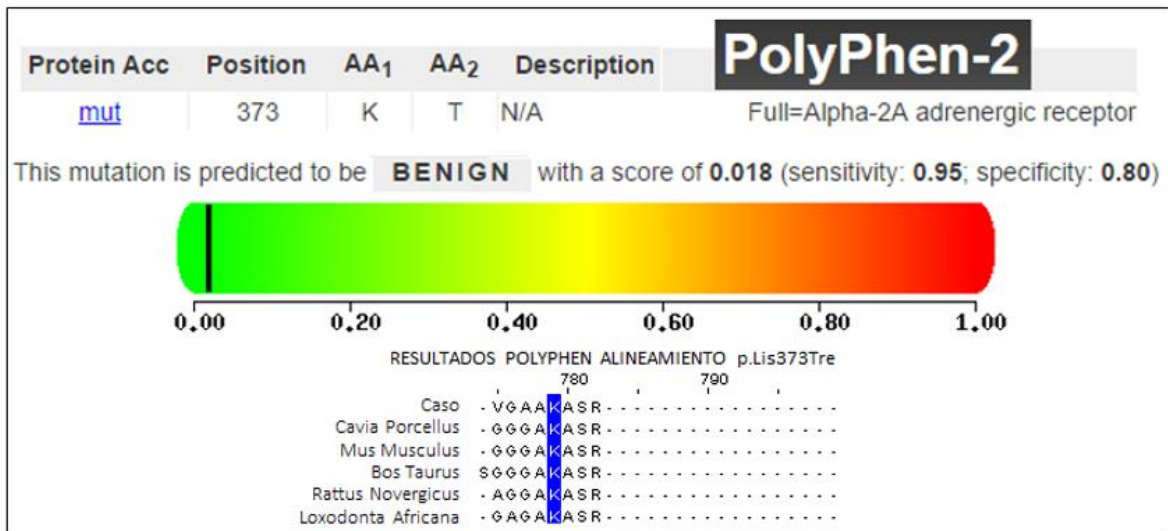 PolyPhen-2
Protein Acc Position AA1 AA2 Description
mut 373 K T N/A Full=Alpha-2A adrenergic receptor
This mutation is predicted to be BENIGN with a score of 0.018 (sensitivity: 0.95; specificity: 0.80)
0.00 0.20 0.40 0.60 0.80 1.00
RESULTADOS POLYPHEN ALINEAMIENTO p.Lis373Tre
780 790
Caso -VGAAKASR----------------
Cavia Porcellus -GGGAKASR----------------
Mus Musculus -GGGAKASR----------------
Bos Taurus SGGGAKASR----------------
Rattus Novergicus -AGGAKASR----------------
Loxodonta Africana -GAGAKASR----------------